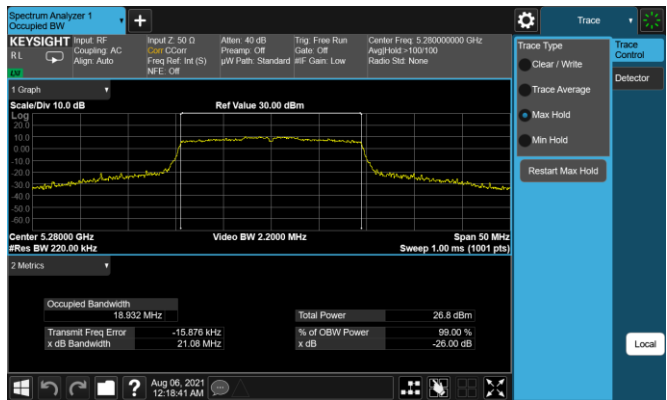 Spectrum Analyzer 1
Occupied BW
Trace
KEYSIGHT
RL
Input: RF
Coupling: AC
Align: Auto
Input Z: 50 Ω
Corr CCorr
Freq Ref: Int (S)
NFE: Off
Atten: 40 dB
Preamp: Off
µW Path: Standard
Trig: Free Run
Gate: Off
#IF Gain: Low
Center Freq: 5.280000000 GHz
Avg|Hold:>100/100
Radio Std: None
1 Graph
Scale/Div 10.0 dB
Ref Value 30.00 dBm
Log
20.0
10.0
0.00
-10.0
-20.0
-30.0
-40.0
-50.0
-60.0
Center 5.28000 GHz
Video BW 2.2000 MHz
Span 50 MHz
#Res BW 220.00 kHz
Sweep 1.00 ms (1001 pts)
2 Metrics
Occupied Bandwidth
18.932 MHz
Total Power
26.8 dBm
Transmit Freq Error
-15.876 kHz
% of OBW Power
99.00 %
x dB Bandwidth
21.08 MHz
x dB
-26.00 dB
Trace Type
Clear / Write
Trace Average
Max Hold
Min Hold
Restart Max Hold
Trace
Control
Detector
Local
?
Aug 06, 2021
12:18:41 AM